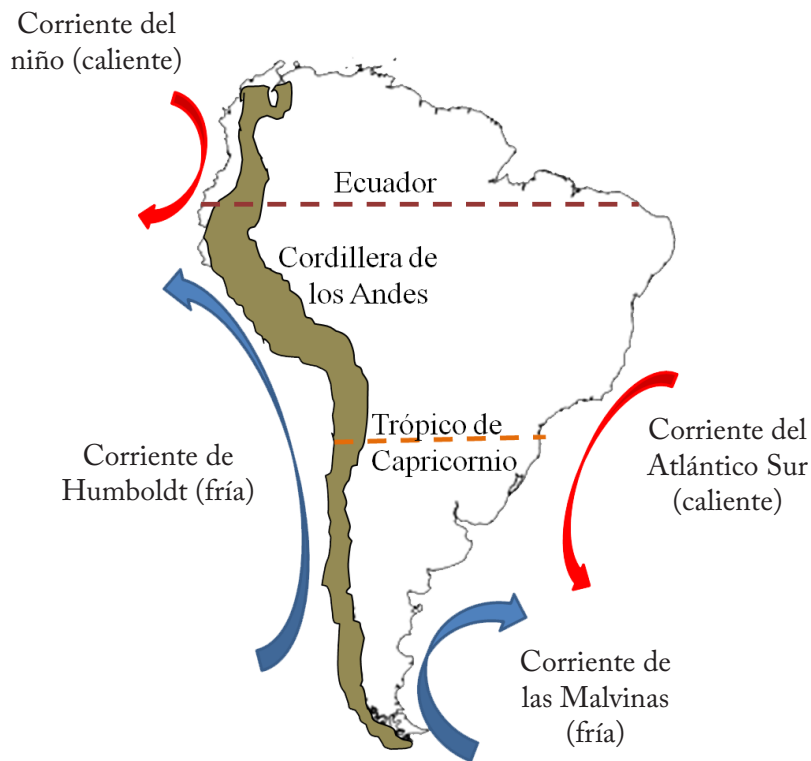 Corriente del
niño (caliente)
Ecuador
Cordillera de
los Andes
Trópico de
Capricornio
Corriente de
Humboldt (fría)
Corriente del
Atlántico Sur
(caliente)
Corriente de
las Malvinas
(fría)